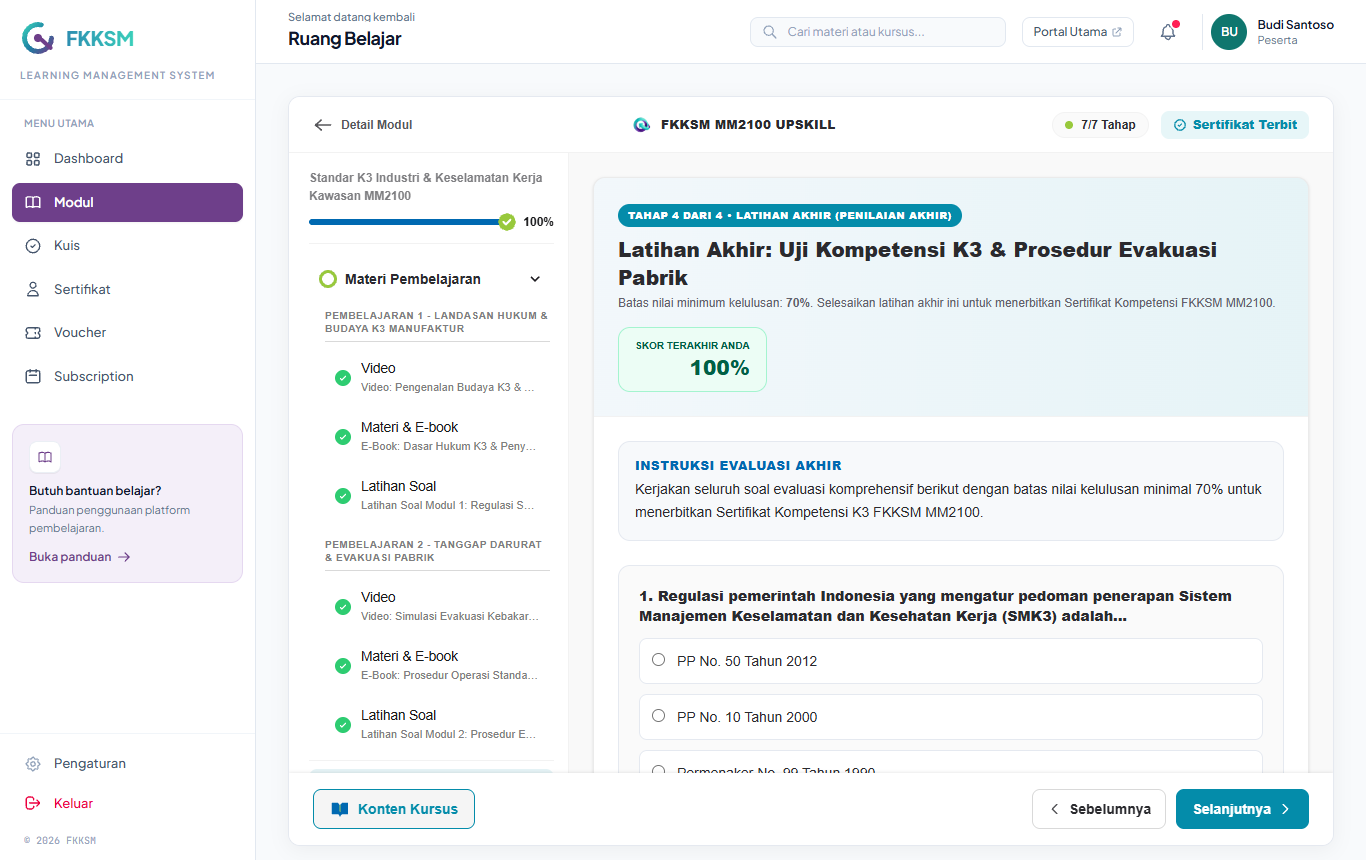 FKKSM
LEARNING MANAGEMENT SYSTEM
MENU UTAMA
Dashboard
Modul
Kuis
Sertifikat
Voucher
Subscription
Butuh bantuan belajar?
Panduan penggunaan platform
pembelajaran.
Buka panduan
Pengaturan
Keluar
© 2026 FKKSM
Selamat datang kembali
Ruang Belajar
Cari materi atau kursus...
Portal Utama
BU
Budi Santoso
Peserta
Detail Modul
FKKSM MM2100 UPSKILL
7/7 Tahap
Sertifikat Terbit
Standar K3 Industri & Keselamatan Kerja
Kawasan MM2100
100%
Materi Pembelajaran
PEMBELAJARAN 1 - LANDASAN HUKUM &
BUDAYA K3 MANUFAKTUR
Video
Video: Pengenalan Budaya K3 & ...
Materi & E-book
E-Book: Dasar Hukum K3 & Peny...
Latihan Soal
Latihan Soal Modul 1: Regulasi S...
PEMBELAJARAN 2 - TANGGAP DARURAT
& EVAKUASI PABRIK
Video
Video: Simulasi Evakuasi Kebakar...
Materi & E-book
E-Book: Prosedur Operasi Standa...
Latihan Soal
Latihan Soal Modul 2: Prosedur E...
TAHAP 4 DARI 4 • LATIHAN AKHIR (PENILAIAN AKHIR)
Latihan Akhir: Uji Kompetensi K3 & Prosedur Evakuasi
Pabrik
Batas nilai minimum kelulusan: 70%. Selesaikan latihan akhir ini untuk menerbitkan Sertifikat Kompetensi FKKSM MM2100.
SKOR TERAKHIR ANDA
100%
INSTRUKSI EVALUASI AKHIR
Kerjakan seluruh soal evaluasi komprehensif berikut dengan batas nilai kelulusan minimal 70% untuk
menerbitkan Sertifikat Kompetensi K3 FKKSM MM2100.
1. Regulasi pemerintah Indonesia yang mengatur pedoman penerapan Sistem
Manajemen Keselamatan dan Kesehatan Kerja (SMK3) adalah...
PP No. 50 Tahun 2012
PP No. 10 Tahun 2000
Permenaker No. 99 Tahun 1990
Konten Kursus
Sebelumnya
Selanjutnya